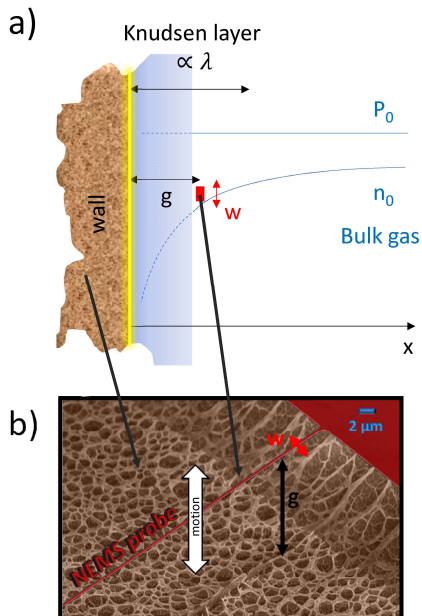 a)
Knudsen layer
∝ λ
P₀
g
w
n₀
wall
Bulk gas
x
b)
2 μm
w
g
motion
NEMS probe